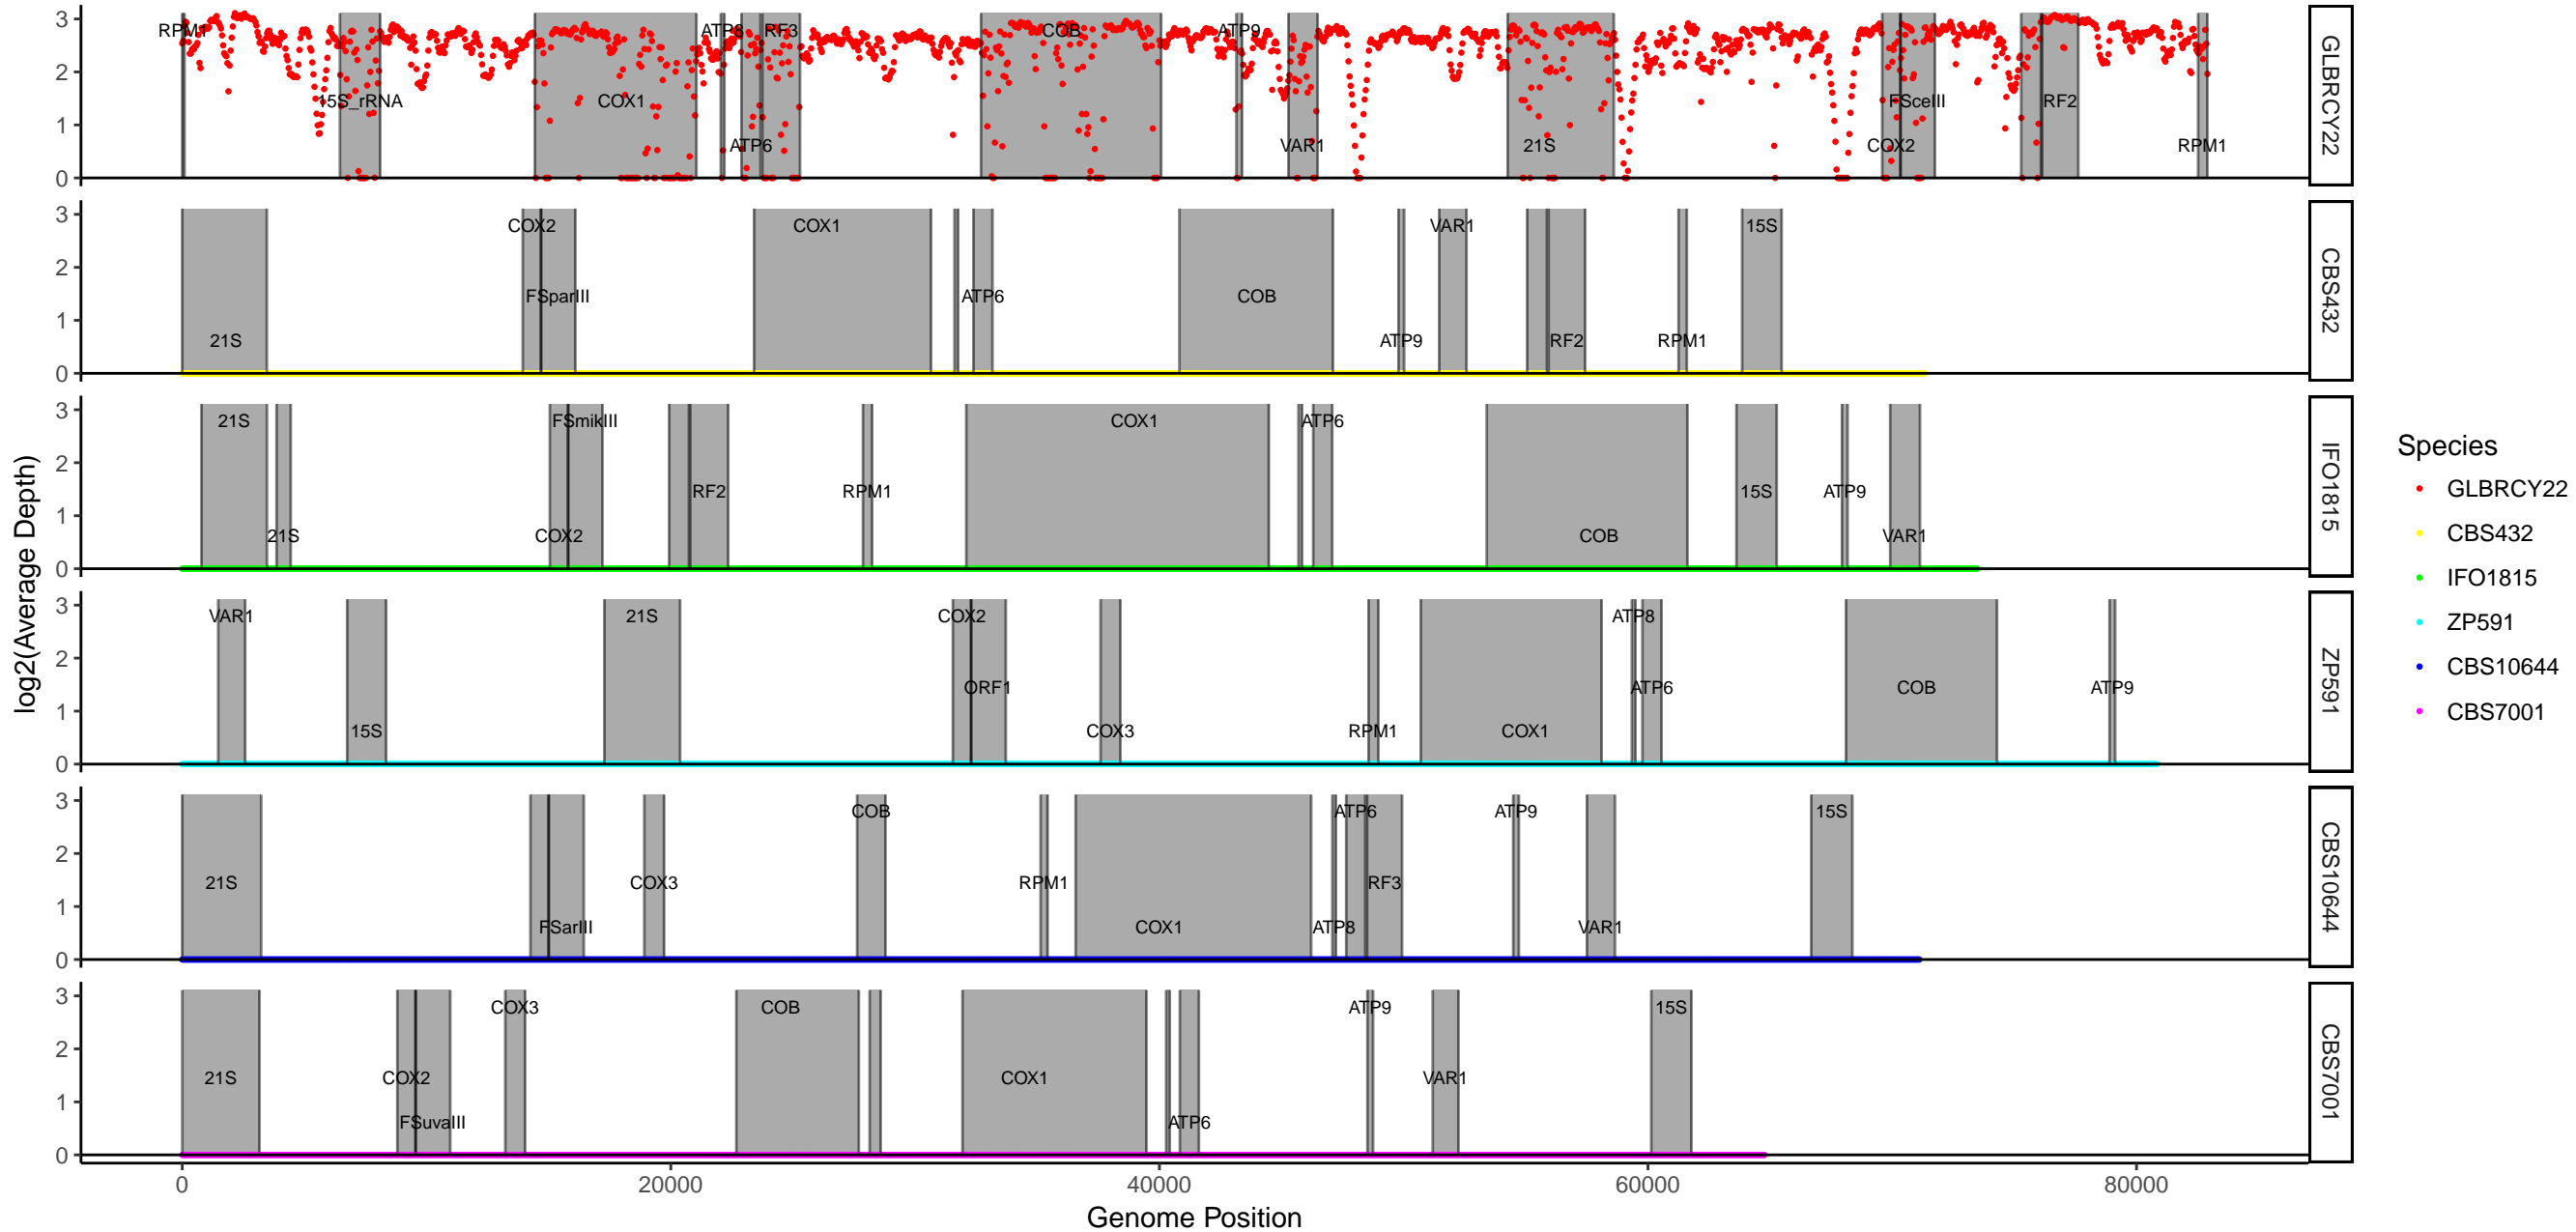 log2(Average Depth)
3
2
1
0
RPM1
15S_rRNA
COX1
ATP8
ATP6
RF3
COB
ATP9
VAR1
21S
COX2
FSceIII
RF2
RPM1
GLBRCY22
3
2
1
0
21S
COX2
FSparIII
COX1
ATP6
COB
ATP9
VAR1
RF2
RPM1
15S
CBS432
3
2
1
0
21S
21S
FSmikIII
COX2
RF2
RPM1
COX1
ATP6
COB
15S
ATP9
VAR1
IFO1815
3
2
1
0
VAR1
15S
21S
COX2
ORF1
COX3
RPM1
COX1
ATP8
ATP6
COB
ATP9
ZP591
3
2
1
0
21S
FSarIII
COX3
COB
RPM1
COX1
ATP6
ATP8
RF3
ATP9
VAR1
15S
CBS10644
3
2
1
0
21S
COX2
FSuvaIII
COX3
COB
COX1
ATP6
ATP9
VAR1
15S
CBS7001
0
20000
40000
60000
80000
Genome Position
Species
GLBRCY22
CBS432
IFO1815
ZP591
CBS10644
CBS7001